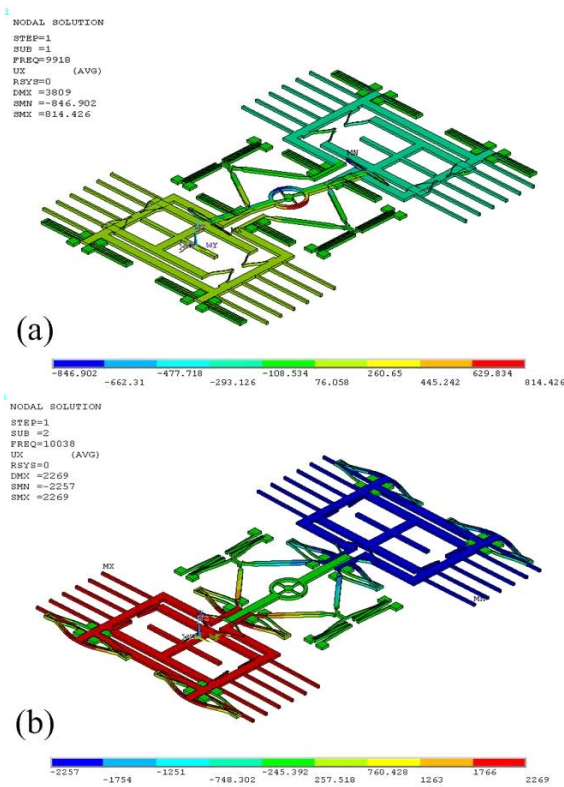 1
NODAL SOLUTION
STEP=1
SUB =1
FREQ=9918
UX (AVG)
RSYS=0
DMX =3809
SMN =-846.902
SMX =814.426
MN
WY
(a)
-846.902 -477.718 -108.534 260.65 629.834
-662.31 -293.126 76.058 445.242 814.426
NODAL SOLUTION
STEP=1
SUB =2
FREQ=10038
UX (AVG)
RSYS=0
DMX =2269
SMN =-2257
SMX =2269
MX
(b)
-2257 -1251 -245.392 760.428 1766
-1754 -748.302 257.518 1263 2269